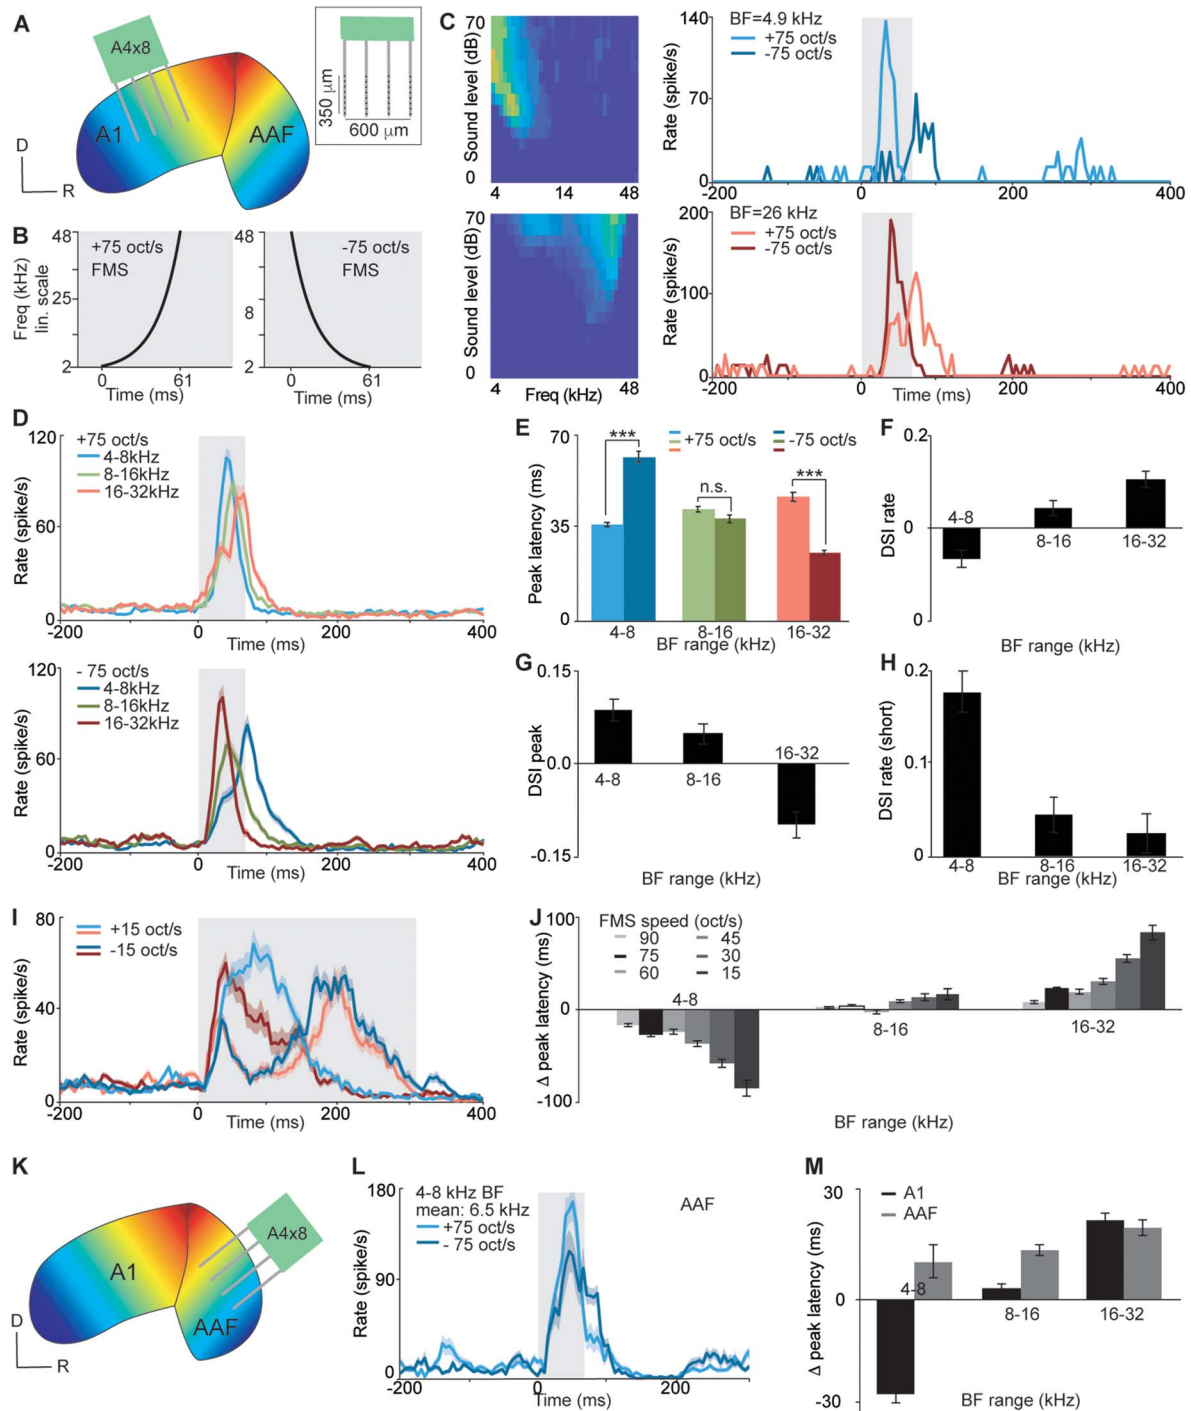 A
A4x8
A1
AAF
D
R
350 µm
600 µm
B
+75 oct/s
FMS
-75 oct/s
FMS
Freq (kHz)
lin. scale
48
25
2
48
8
2
0
61
0
61
Time (ms)
Time (ms)
C
Sound level (dB)
70
0
4
14
48
Sound level (dB)
70
0
4
48
Freq (kHz)
BF=4.9 kHz
+75 oct/s
-75 oct/s
Rate (spike/s)
140
70
0
-200
0
200
400
BF=26 kHz
+75 oct/s
-75 oct/s
Rate (spike/s)
200
100
0
-200
0
200
400
Time (ms)
D
+75 oct/s
4-8kHz
8-16kHz
16-32kHz
Rate (spike/s)
120
60
0
-200
0
200
400
Time (ms)
- 75 oct/s
4-8kHz
8-16kHz
16-32kHz
Rate (spike/s)
120
60
0
-200
0
200
400
Time (ms)
E
+75 oct/s
-75 oct/s
***
n.s.
***
Peak latency (ms)
70
35
0
4-8
8-16
16-32
BF range (kHz)
F
DSI rate
0.2
0
0
4-8
8-16
16-32
BF range (kHz)
G
DSI peak
0.15
0.0
-0.15
4-8
8-16
16-32
BF range (kHz)
H
DSI rate (short)
0.2
0.1
0
4-8
8-16
16-32
BF range (kHz)
I
+15 oct/s
-15 oct/s
Rate (spike/s)
80
40
0
-200
0
200
400
Time (ms)
J
FMS speed (oct/s)
90
75
60
45
30
15
Δ peak latency (ms)
100
0
-100
4-8
8-16
16-32
BF range (kHz)
K
A4x8
A1
AAF
D
R
L
4-8 kHz BF
mean: 6.5 kHz
+75 oct/s
- 75 oct/s
AAF
Rate (spike/s)
180
90
0
-200
0
200
Time (ms)
M
A1
AAF
Δ peak latency (ms)
30
0
-30
4-8
8-16
16-32
BF range (kHz)